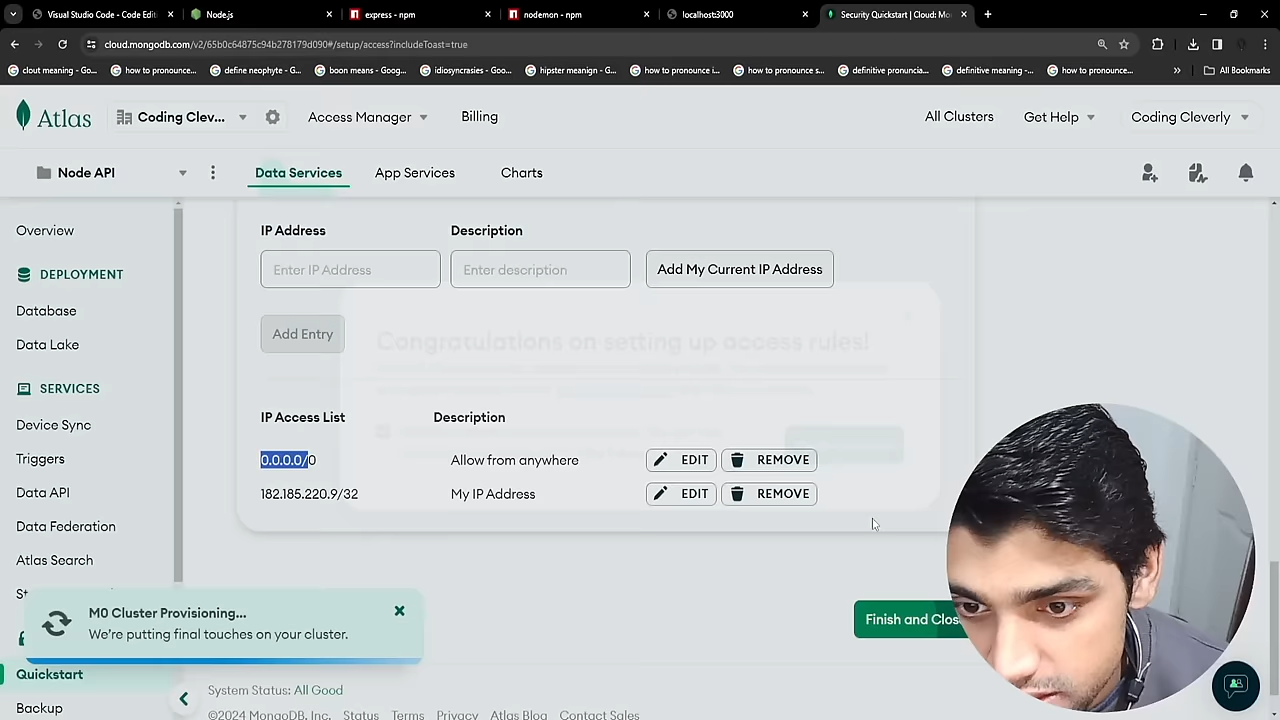 Visual Studio Code - Code Edit
Node.js
express - npm
nodemon - npm
localhost:3000
Security Quickstart | Cloud: Mo
cloud.mongodb.com/v2/65b0c64875c94b278179d090#/setup/access?includeToast=true
clout meaning - Go...
how to pronounce...
define neophyte - G...
boon means - Goog...
idiosyncrasies - Goo...
hipster meanign - G...
how to pronounce i...
how to pronounce s...
definitive pronuncia...
definitive meaning -...
how to pronounce...
All Bookmarks
Atlas
Coding Clev...
Access Manager
Billing
All Clusters
Get Help
Coding Cleverly
Node API
Data Services
App Services
Charts
Overview
DEPLOYMENT
Database
Data Lake
SERVICES
Device Sync
Triggers
Data API
Data Federation
Atlas Search
Quickstart
Backup
IP Address
Description
Enter IP Address
Enter description
Add My Current IP Address
Add Entry
Congratulations on setting up access rules!
IP Access List
Description
0.0.0.0/0
Allow from anywhere
EDIT
REMOVE
182.185.220.9/32
My IP Address
EDIT
REMOVE
M0 Cluster Provisioning...
We're putting final touches on your cluster.
Finish and Clos
System Status: All Good
©2024 MongoDB, Inc.
Status
Terms
Privacy
Atlas Blog
Contact Sales